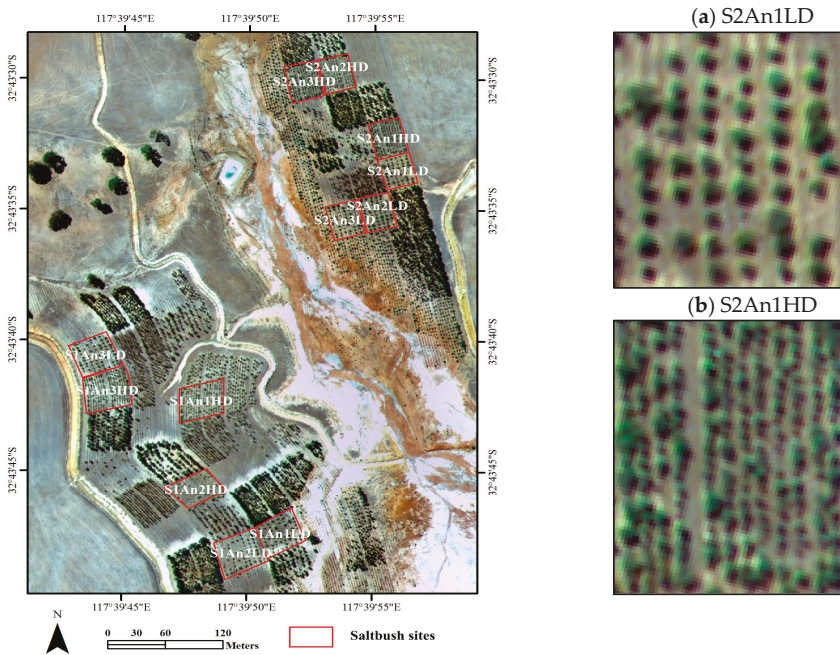 117°39'45"E 117°39'50"E 117°39'55"E
(a) S2An1LD
32°43'30"S
32°43'30"S
S2An2HD
S2An3HD
S2An1HD
S2An1LD
32°43'35"S
32°43'35"S
S2An2LD
S2An3LD
(b) S2An1HD
32°43'40"S
32°43'40"S
S1An3LD
S1An3HD
S1An1HD
32°43'45"S
32°43'45"S
S1An2HD
S1An1LD
S1An2LD
117°39'45"E 117°39'50"E 117°39'55"E
N
0 30 60 120
Meters
Saltbush sites